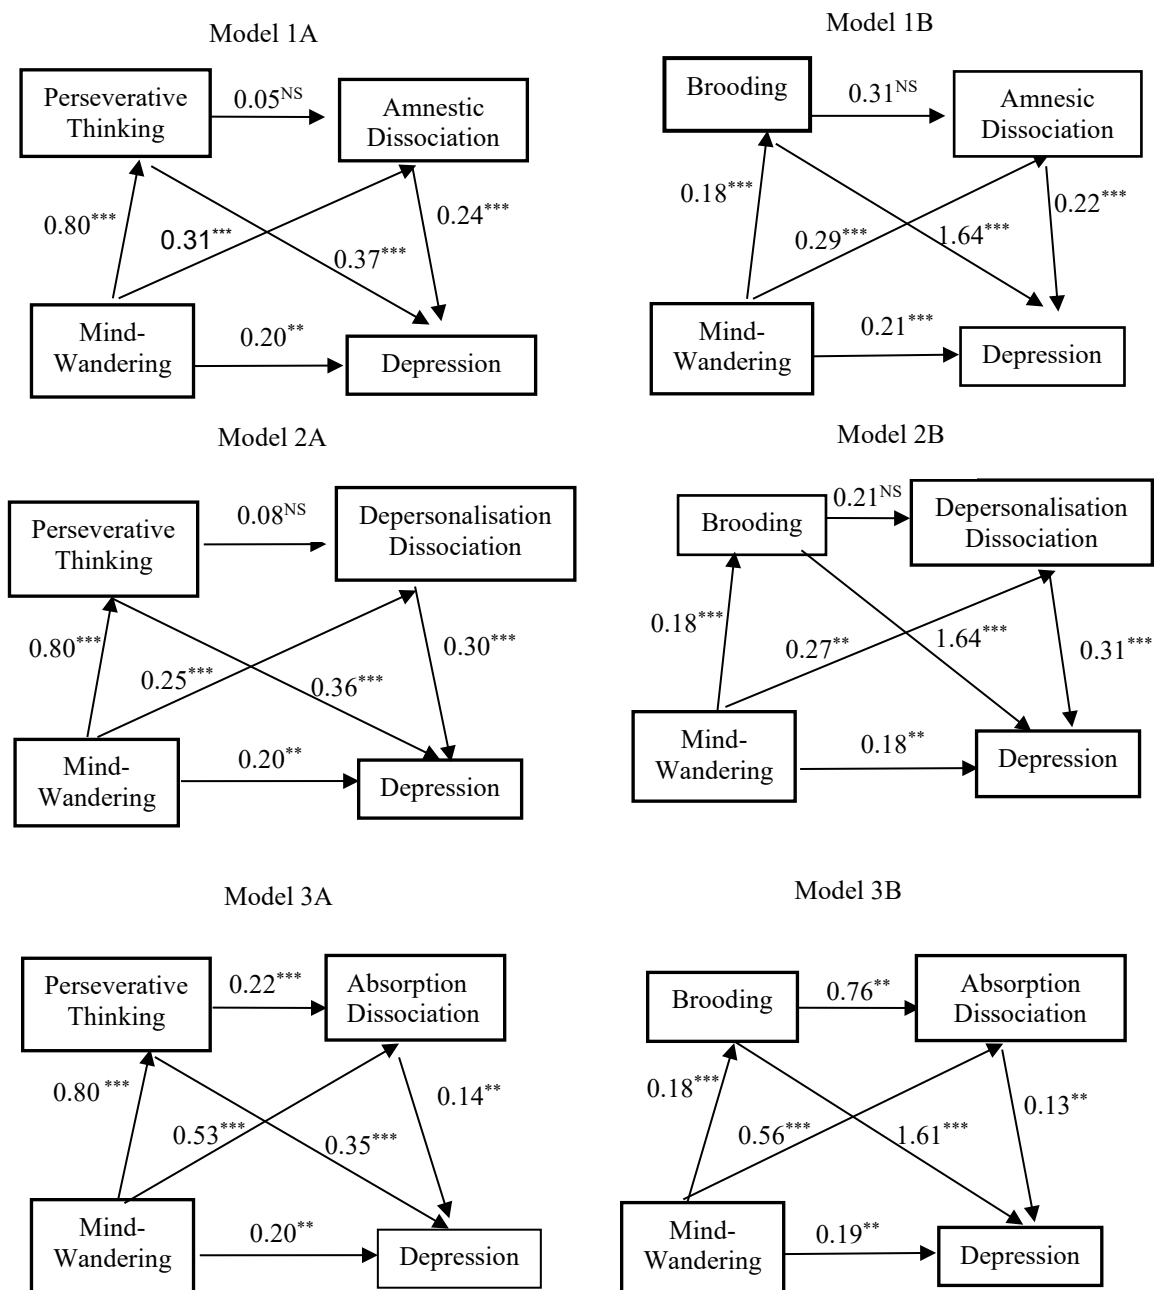 Model 1A
Perseverative
Thinking
0.05NS
Amnestic
Dissociation
0.80***
0.31***
0.37***
0.24***
Mind-
Wandering
0.20**
Depression
Model 1B
Brooding
0.31NS
Amnesic
Dissociation
0.18***
0.29***
1.64***
0.22***
Mind-
Wandering
0.21***
Depression
Model 2A
Perseverative
Thinking
0.08NS
Depersonalisation
Dissociation
0.80***
0.25***
0.36***
0.30***
Mind-
Wandering
0.20**
Depression
Model 2B
Brooding
0.21NS
Depersonalisation
Dissociation
0.18***
0.27**
1.64***
0.31***
Mind-
Wandering
0.18**
Depression
Model 3A
Perseverative
Thinking
0.22***
Absorption
Dissociation
0.80 ***
0.53***
0.35***
0.14**
Mind-
Wandering
0.20**
Depression
Model 3B
Brooding
0.76**
Absorption
Dissociation
0.18***
0.56***
1.61***
0.13**
Mind-
Wandering
0.19**
Depression